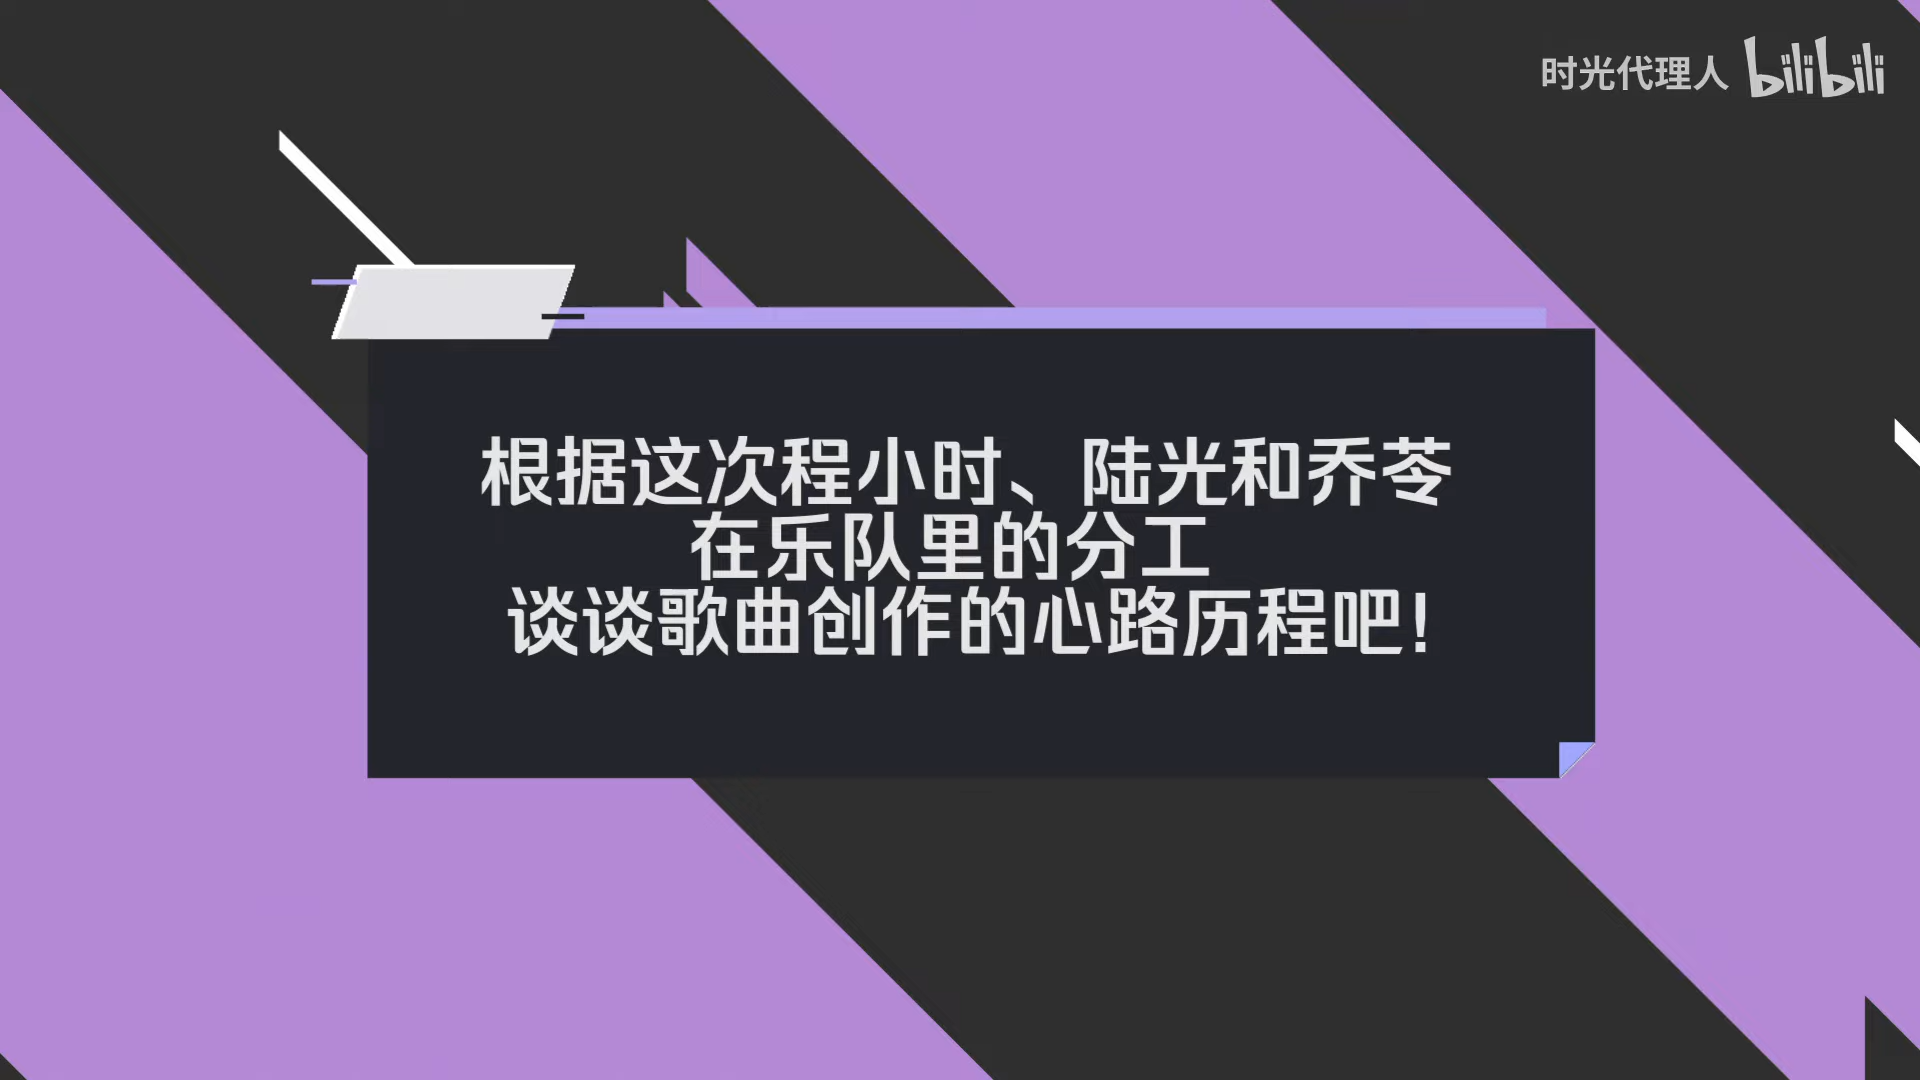 时光代理人 bilibili
根据这次程小时、陆光和乔苓
在乐队里的分工
谈谈歌曲创作的心路历程吧！